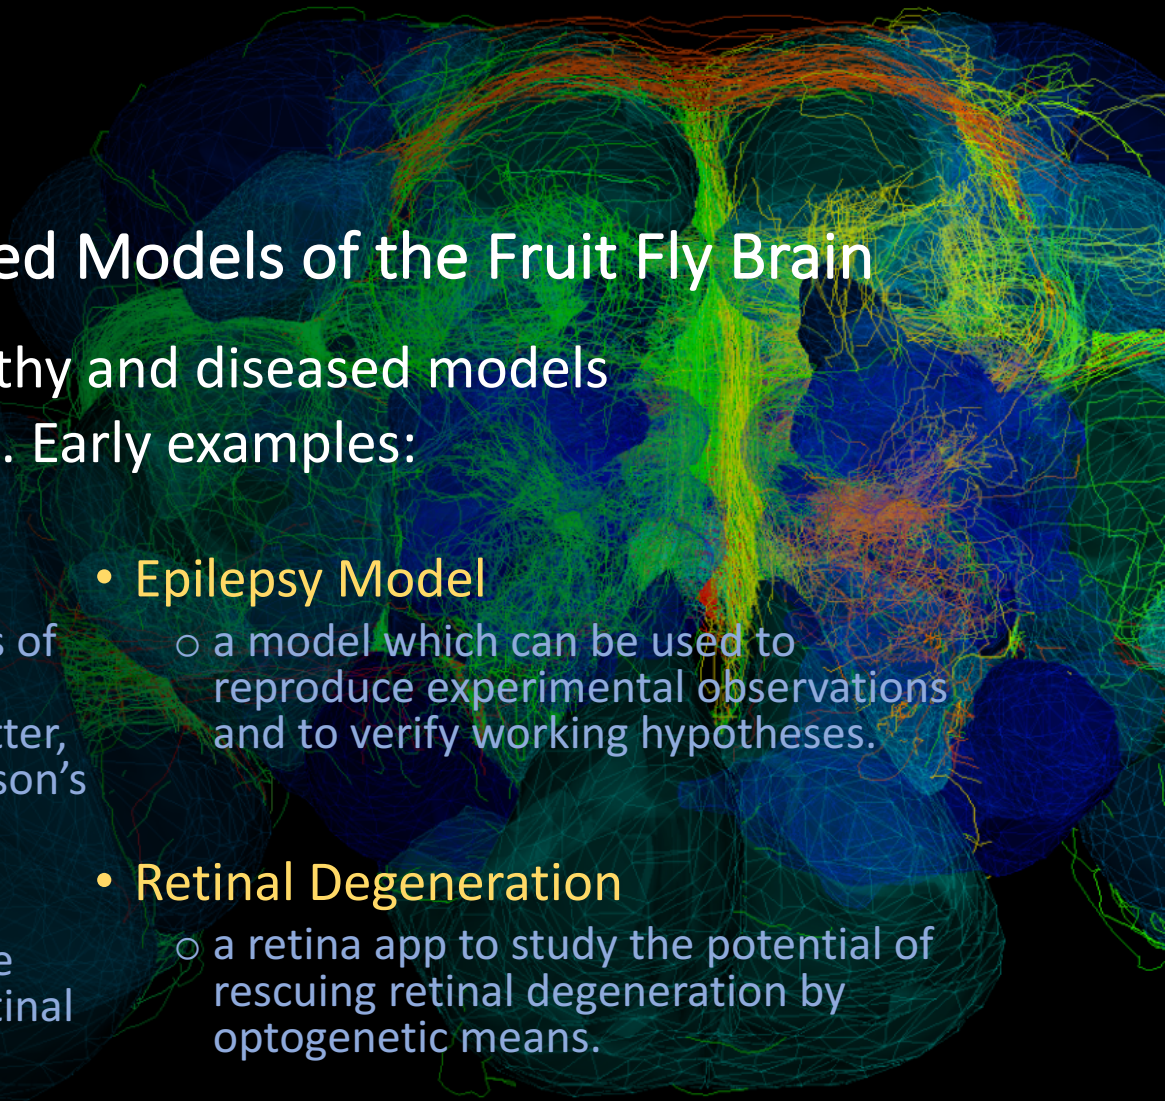 ed Models of the Fruit Fly Brain
thy and diseased models
. Early examples:
s of
tter,
son’s
e
tinal
• Epilepsy Model
o a model which can be used to
reproduce experimental observations
and to verify working hypotheses.
• Retinal Degeneration
o a retina app to study the potential of
rescuing retinal degeneration by
optogenetic means.